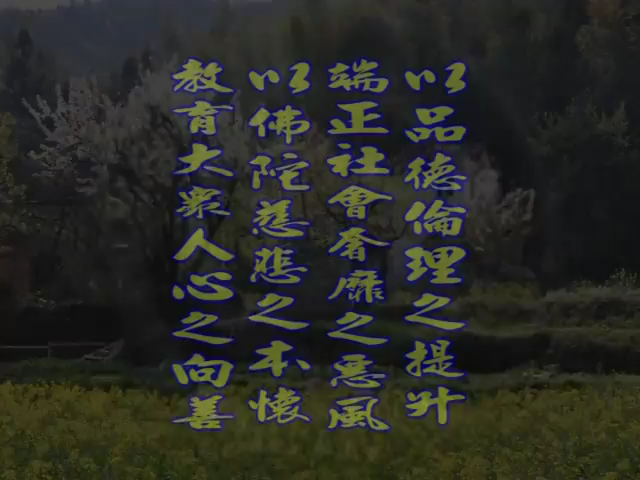 以品德倫理之提升
端正社會奢靡之惡風
以佛陀慈悲之本懷
教育大眾人心之向善